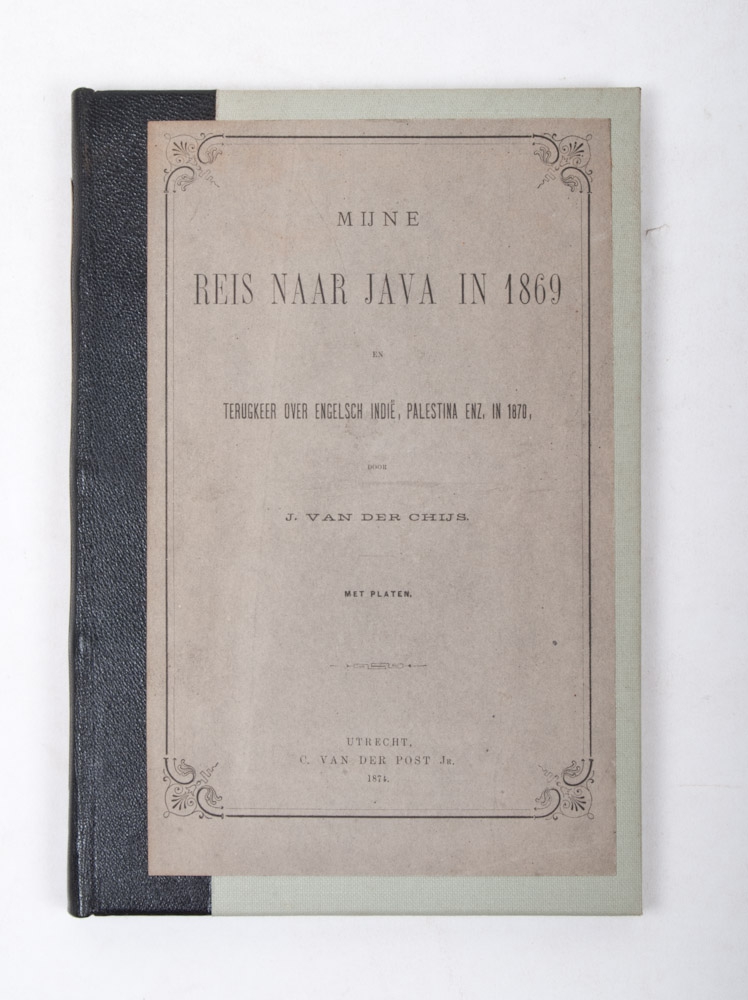 MIJNE
REIS NAAR JAVA IN 1869
EN
TERUGKEER OVER ENGELSCH INDIË, PALESTINA ENZ. IN 1870,
DOOR
J. VAN DER CHIJS.
MET PLATEN.
UTRECHT,
C. VAN DER POST Jr.
1874.